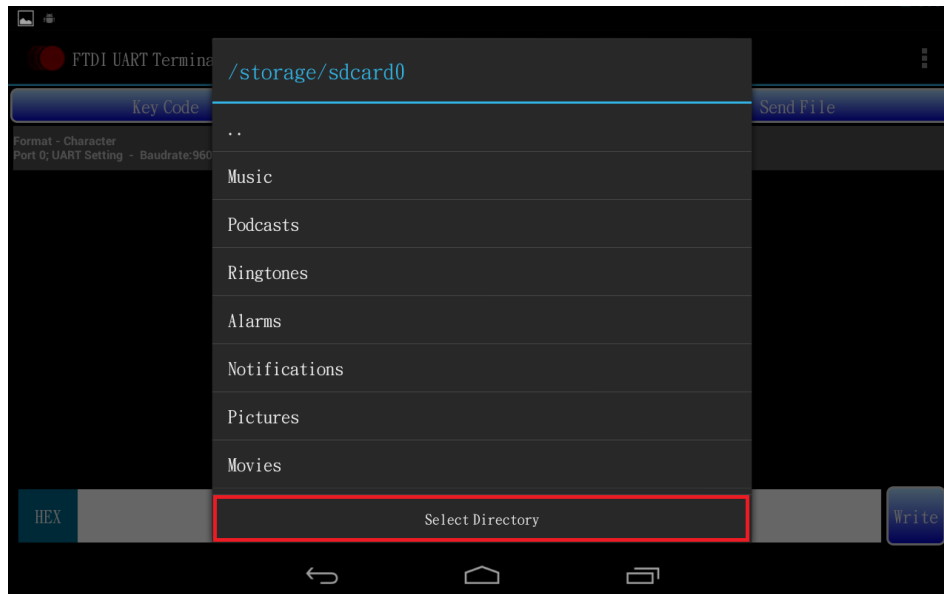 FTDI UART Termina
/storage/sdcard0
Key Code
Send File
Format - Character
Port 0; UART Setting - Baudrate:960
..
Music
Podcasts
Ringtones
Alarms
Notifications
Pictures
Movies
HEX
Select Directory
Write